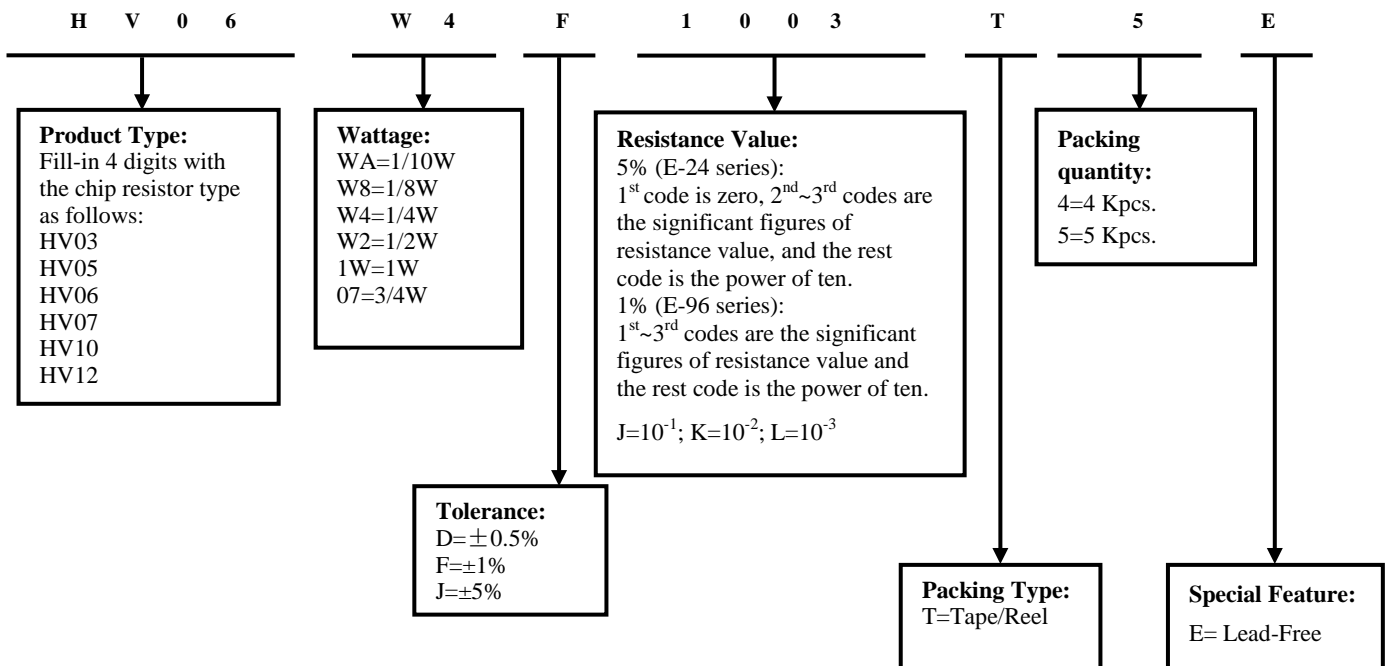 H V 0 6 W 4 F 1 0 0 3 T 5 E
Product Type:
Fill-in 4 digits with
the chip resistor type
as follows:
HV03
HV05
HV06
HV07
HV10
HV12
Wattage:
WA=1/10W
W8=1/8W
W4=1/4W
W2=1/2W
1W=1W
07=3/4W
Resistance Value:
5% (E-24 series):
1st code is zero, 2nd~3rd codes are
the significant figures of
resistance value, and the rest
code is the power of ten.
1% (E-96 series):
1st~3rd codes are the significant
figures of resistance value and
the rest code is the power of ten.
J=10-1; K=10-2; L=10-3
Packing
quantity:
4=4 Kpcs.
5=5 Kpcs.
Tolerance:
D=±0.5%
F=±1%
J=±5%
Packing Type:
T=Tape/Reel
Special Feature:
E= Lead-Free